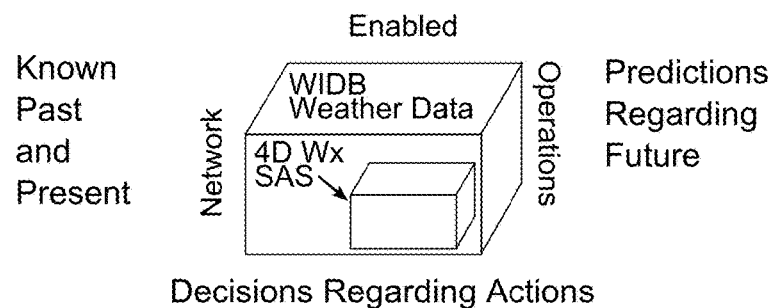 Enabled
Known
Past
and
Present
Network
WIDB
Weather Data
4D Wx
SAS
Operations
Predictions
Regarding
Future
Decisions Regarding Actions